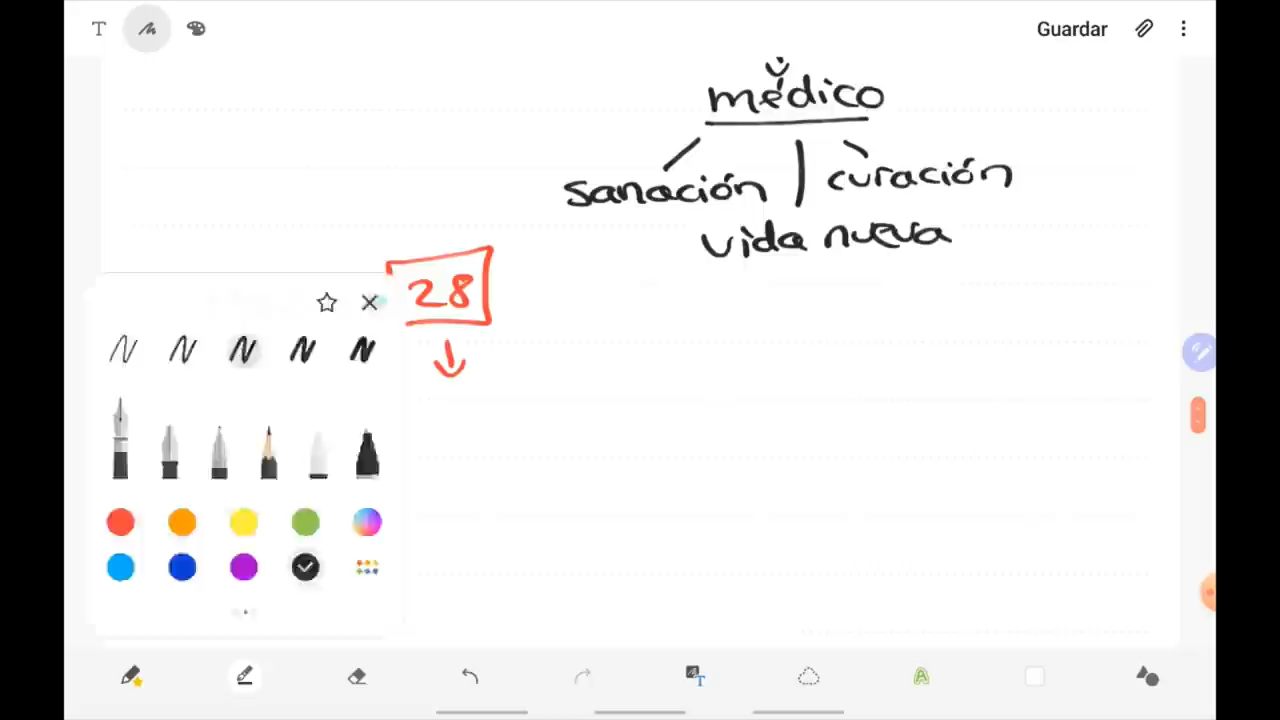 T
Guardar
médico
sanación | curación
vida nueva
28
T
A